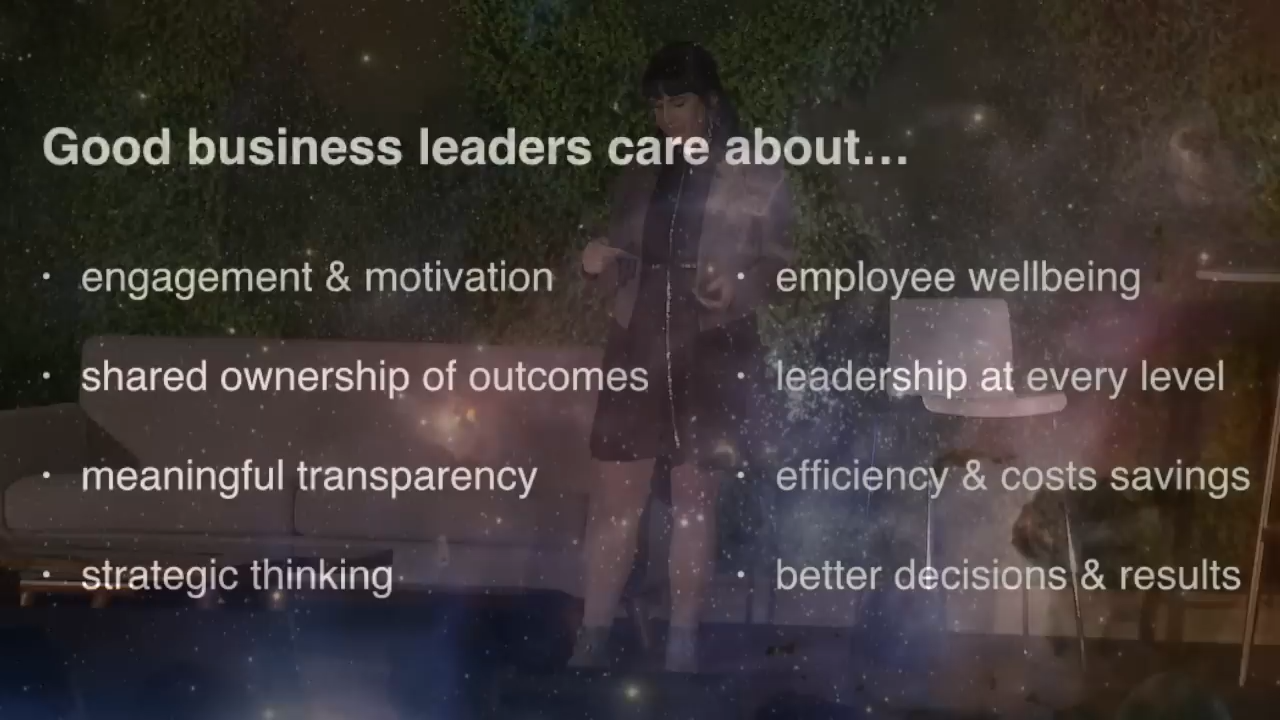 Good business leaders care about...
engagement & motivation
shared ownership of outcomes
meaningful transparency
strategic thinking
employee wellbeing
leadership at every level
efficiency & costs savings
better decisions & results